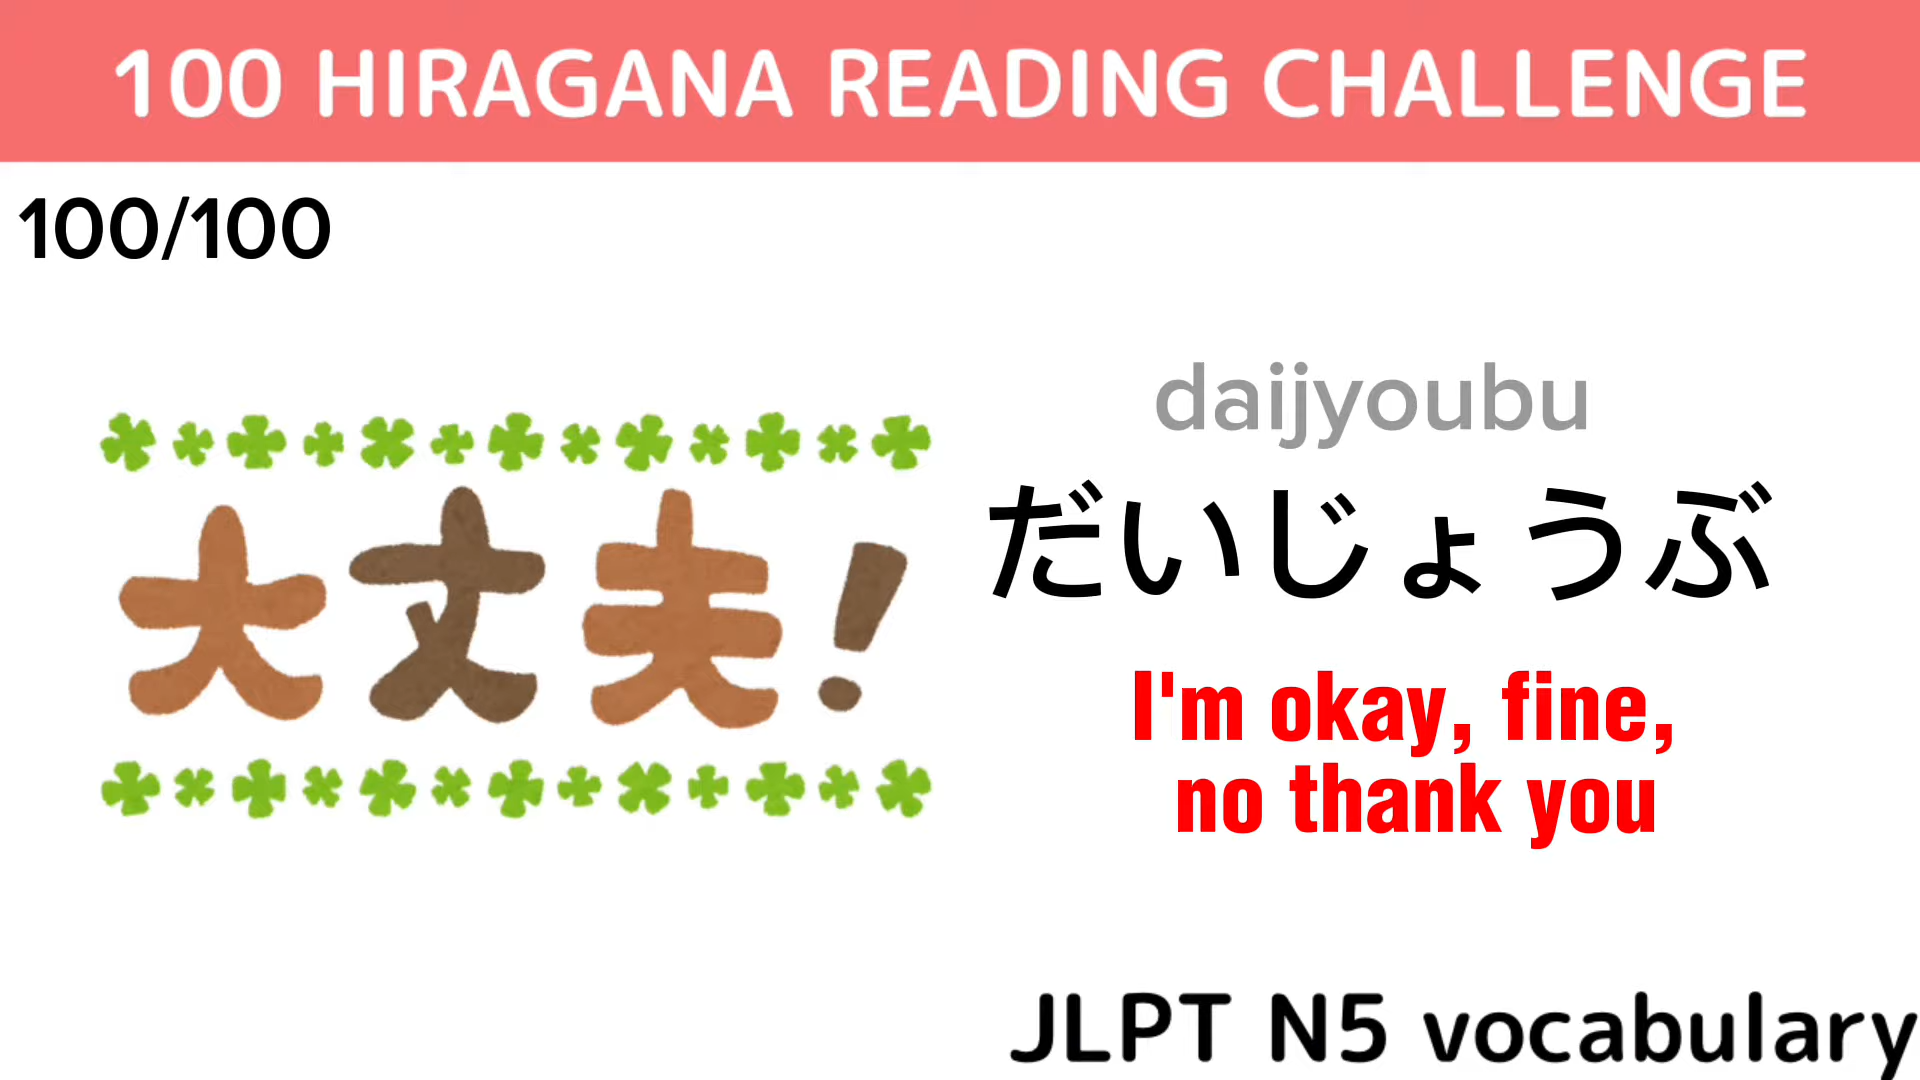 100 HIRAGANA READING CHALLENGE
100/100
大丈夫!
daijyoubu
だいじょうぶ
I'm okay, fine,
no thank you
JLPT N5 vocabulary